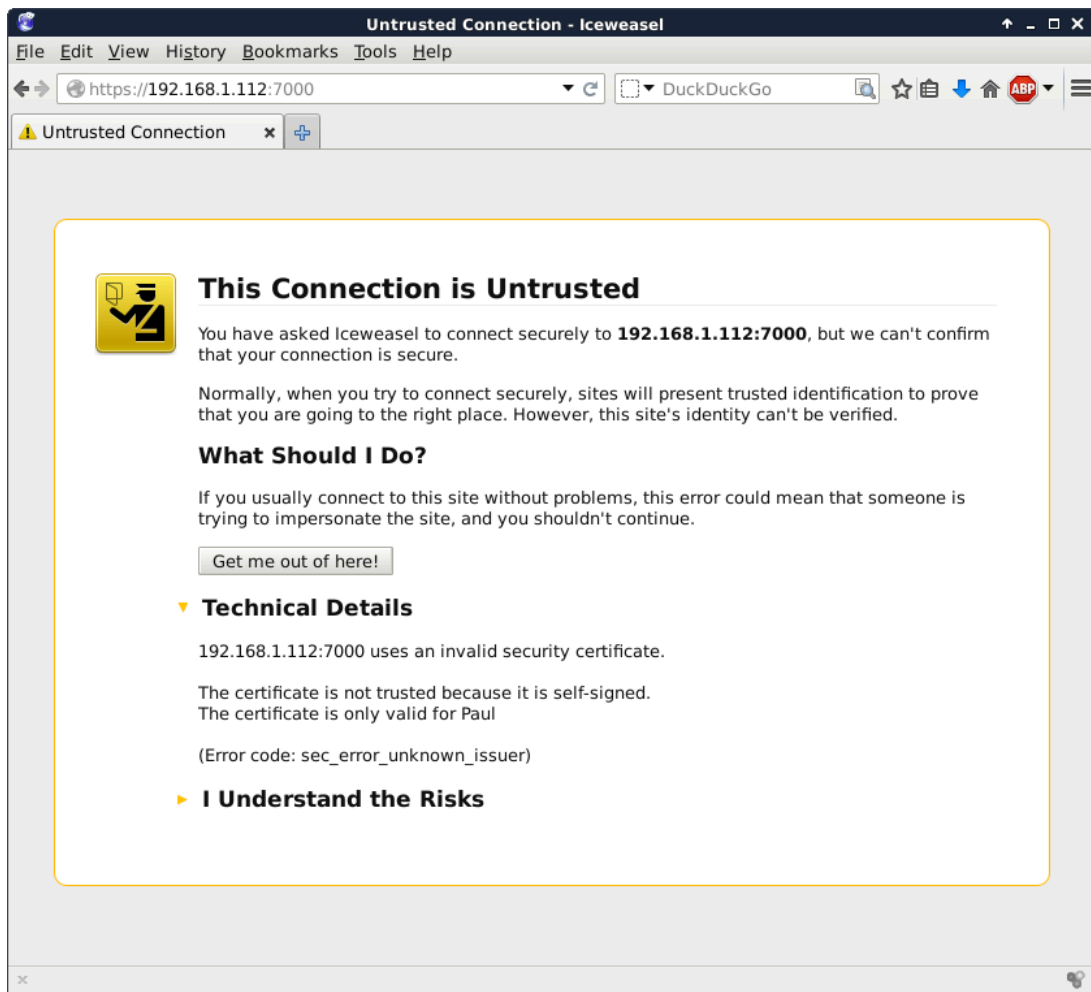 Untrusted Connection - Iceweasel
File Edit View History Bookmarks Tools Help
https://192.168.1.112:7000 DuckDuckGo ABP
Untrusted Connection
This Connection is Untrusted
You have asked Iceweasel to connect securely to 192.168.1.112:7000, but we can't confirm
that your connection is secure.
Normally, when you try to connect securely, sites will present trusted identification to prove
that you are going to the right place. However, this site's identity can't be verified.
What Should I Do?
If you usually connect to this site without problems, this error could mean that someone is
trying to impersonate the site, and you shouldn't continue.
Get me out of here!
Technical Details
192.168.1.112:7000 uses an invalid security certificate.
The certificate is not trusted because it is self-signed.
The certificate is only valid for Paul
(Error code: sec_error_unknown_issuer)
I Understand the Risks